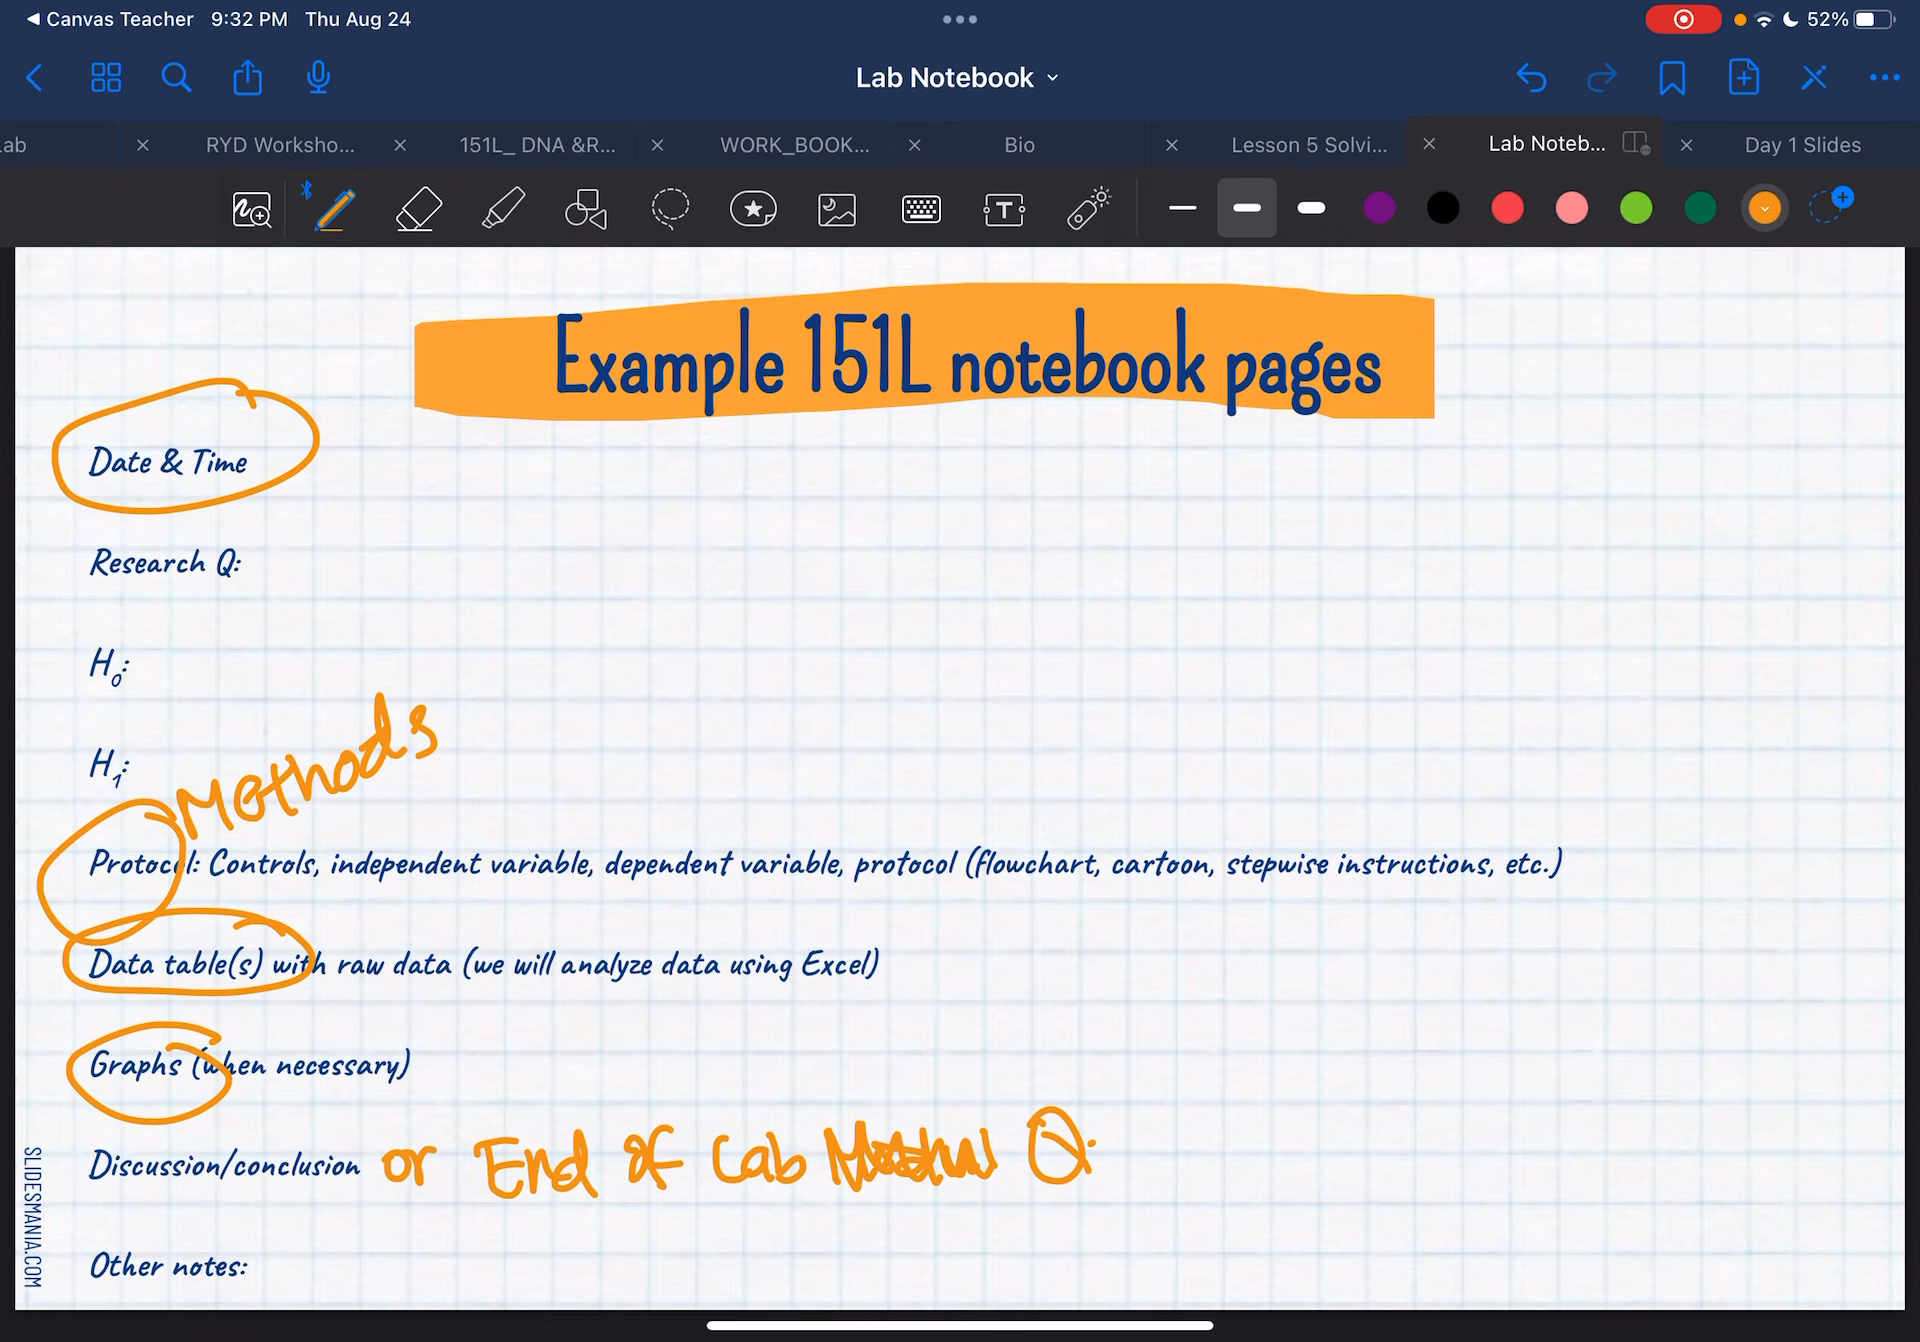 ◀ Canvas Teacher 9:32 PM Thu Aug 24
52%
Lab Notebook
ab
RYD Worksho...
151L_ DNA &R...
WORK_BOOK...
Bio
Lesson 5 Solvi...
Lab Noteb...
Day 1 Slides
Example 151L notebook pages
Date & Time
Research Q:
H0:
H1:
Methods
Protocol: Controls, independent variable, dependent variable, protocol (flowchart, cartoon, stepwise instructions, etc.)
Data table(s) with raw data (we will analyze data using Excel)
Graphs (when necessary)
Discussion/conclusion or End of Lab Q.
Other notes:
SLIDESMANIA.COM